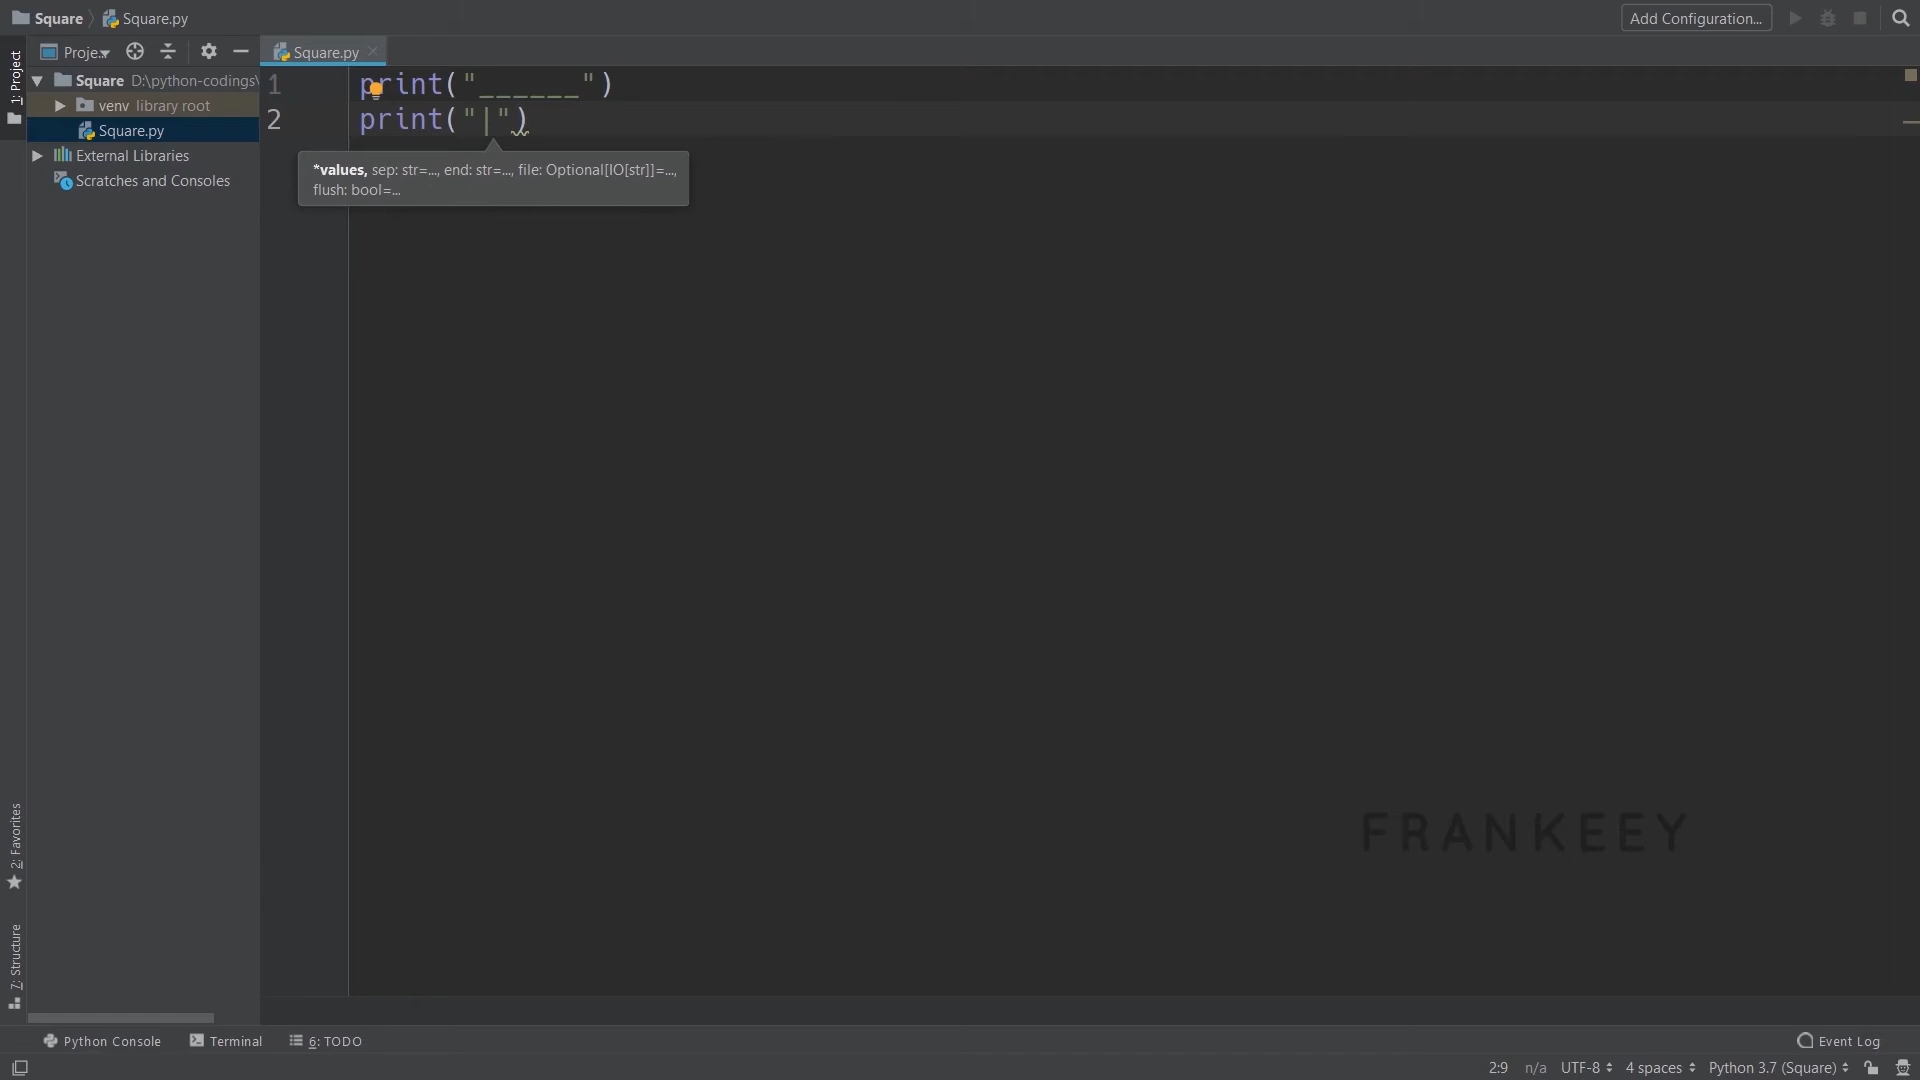 Square
Square.py
Add Configuration...
1: Project
Proje...
Square.py
Square D:\python-codings\
venv library root
Square.py
External Libraries
Scratches and Consoles
1 print("______")
2 print("|")
*values, sep: str=..., end: str=..., file: Optional[IO[str]]=...,
flush: bool=...
FRANKEEY
2: Favorites
7: Structure
Python Console
Terminal
6: TODO
Event Log
2:9 n/a UTF-8 4 spaces Python 3.7 (Square)